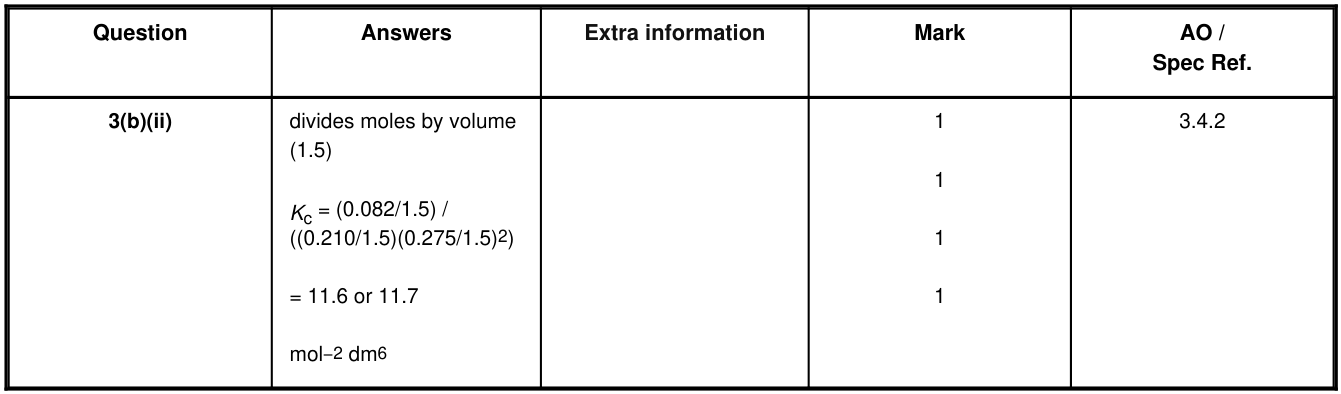 Question Answers Extra information Mark AO /
Spec Ref.
3(b)(ii) divides moles by volume 1 3.4.2
(1.5)
1
Kc = (0.082/1.5) /
((0.210/1.5)(0.275/1.5)2) 1
= 11.6 or 11.7 1
mol–2 dm6